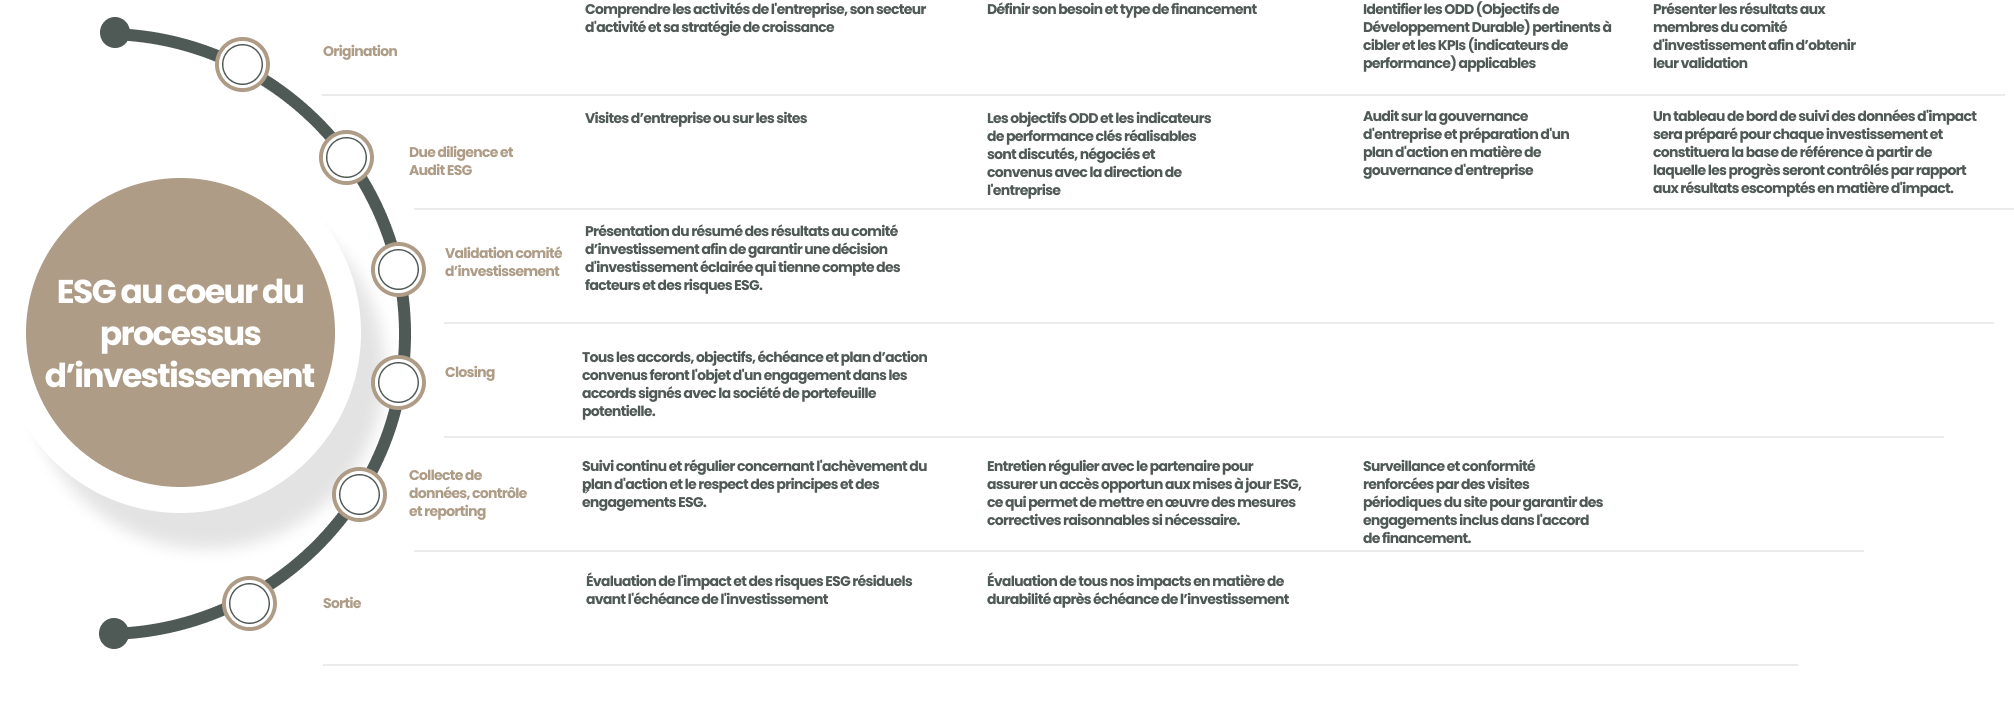 ESG au coeur du
processus
d’investissement
Origination
Comprendre les activités de l'entreprise, son secteur
d'activité et sa stratégie de croissance
Définir son besoin et type de financement
Identifier les ODD (Objectifs de
Développement Durable) pertinents à
cibler et les KPIs (indicateurs de
performance) applicables
Présenter les résultats aux
membres du comité
d'investissement afin d’obtenir
leur validation
Due diligence et
Audit ESG
Visites d’entreprise ou sur les sites
Les objectifs ODD et les indicateurs
de performance clés réalisables
sont discutés, négociés et
convenus avec la direction de
l'entreprise
Audit sur la gouvernance
d'entreprise et préparation d'un
plan d'action en matière de
gouvernance d'entreprise
Un tableau de bord de suivi des données d'impact
sera préparé pour chaque investissement et
constituera la base de référence à partir de
laquelle les progrès seront contrôlés par rapport
aux résultats escomptés en matière d'impact.
Validation comité
d’investissement
Présentation du résumé des résultats au comité
d’investissement afin de garantir une décision
d'investissement éclairée qui tienne compte des
facteurs et des risques ESG.
Closing
Tous les accords, objectifs, échéance et plan d’action
convenus feront l'objet d'un engagement dans les
accords signés avec la société de portefeuille
potentielle.
Collecte de
données, contrôle
et reporting
Suivi continu et régulier concernant l'achèvement du
plan d'action et le respect des principes et des
engagements ESG.
Entretien régulier avec le partenaire pour
assurer un accès opportun aux mises à jour ESG,
ce qui permet de mettre en œuvre des mesures
correctives raisonnables si nécessaire.
Surveillance et conformité
renforcées par des visites
périodiques du site pour garantir des
engagements inclus dans l'accord
de financement.
Sortie
Évaluation de l'impact et des risques ESG résiduels
avant l'échéance de l'investissement
Évaluation de tous nos impacts en matière de
durabilité après échéance de l’investissement